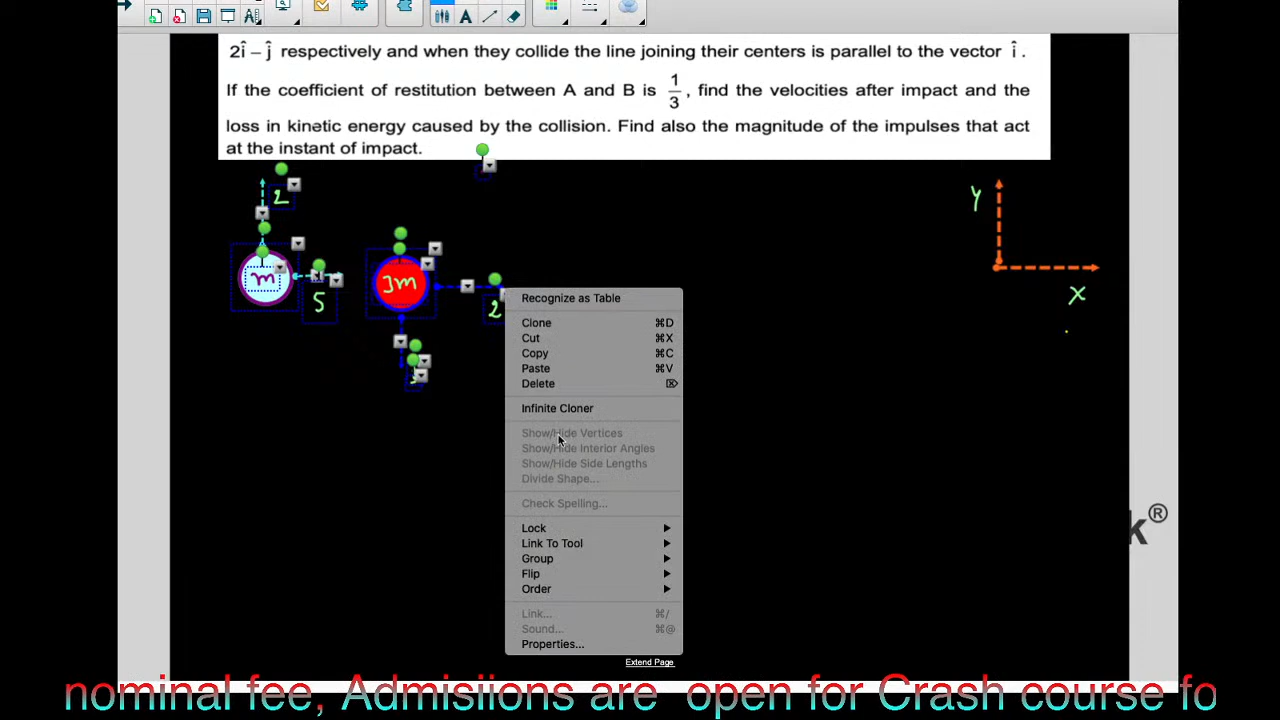 2î – ĵ respectively and when they collide the line joining their centers is parallel to the vector î .
If the coefficient of restitution between A and B is 1/3, find the velocities after impact and the
loss in kinetic energy caused by the collision. Find also the magnitude of the impulses that act
at the instant of impact.
2
y
m
3m
5
2
x
Recognize as Table
Clone ⌘D
Cut ⌘X
Copy ⌘C
Paste ⌘V
Delete ⌦
Infinite Cloner
Show/Hide Vertices
Show/Hide Interior Angles
Show/Hide Side Lengths
Divide Shape...
Check Spelling...
Lock
Link To Tool
Group
Flip
Order
Link... ⌘/
Sound... ⌘@
Properties...
Extend Page
k®
nominal fee, Admisiions are open for Crash course fo